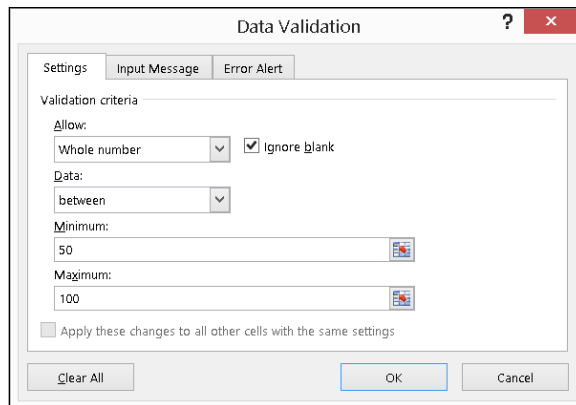 Data Validation ?
Settings Input Message Error Alert
Validation criteria
Allow:
Whole number Ignore blank
Data:
between
Minimum:
50
Maximum:
100
Apply these changes to all other cells with the same settings
Clear All OK Cancel